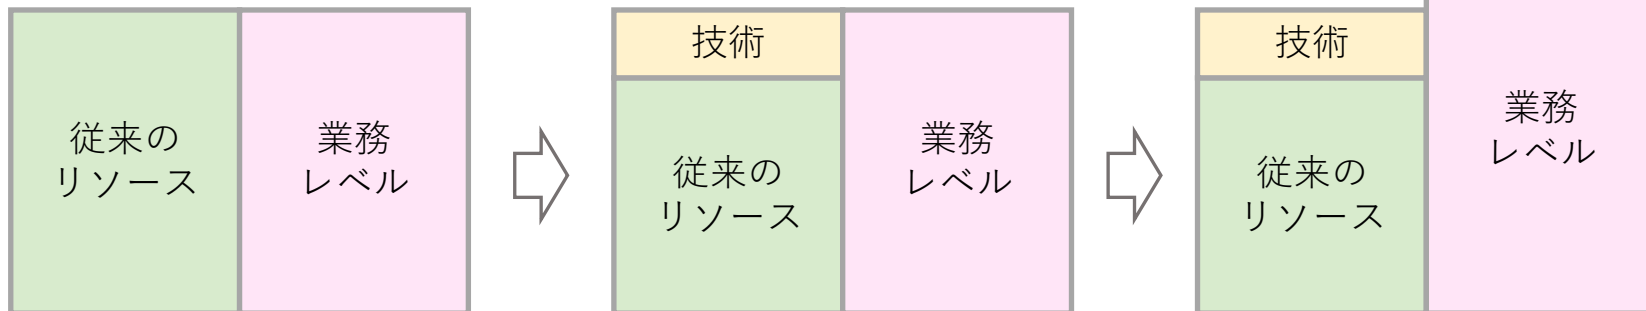 従来の
リソース
業務
レベル
技術
従来の
リソース
業務
レベル
技術
従来の
リソース
業務
レベル